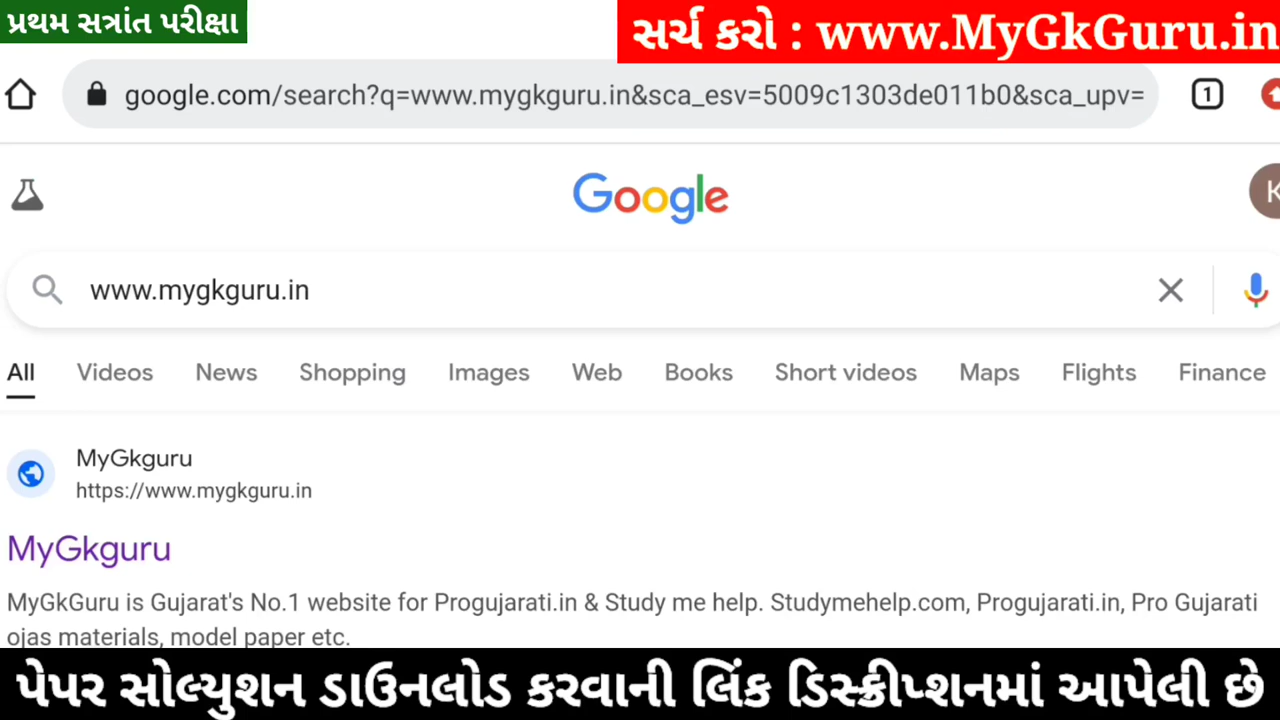 પ્રથમ સત્રાંત પરીક્ષા
સર્ચ કરો : www.MyGkGuru.in
google.com/search?q=www.mygkguru.in&sca_esv=5009c1303de011b0&sca_upv=
1
Google
K
www.mygkguru.in
All Videos News Shopping Images Web Books Short videos Maps Flights Finance
MyGkguru
https://www.mygkguru.in
MyGkguru
MyGkGuru is Gujarat's No.1 website for Progujarati.in & Study me help. Studymehelp.com, Progujarati.in, Pro Gujarati
ojas materials, model paper etc.
પેપર સોલ્યુશન ડાઉનલોડ કરવાની લિંક ડિસ્ક્રીપ્શનમાં આપેલી છે